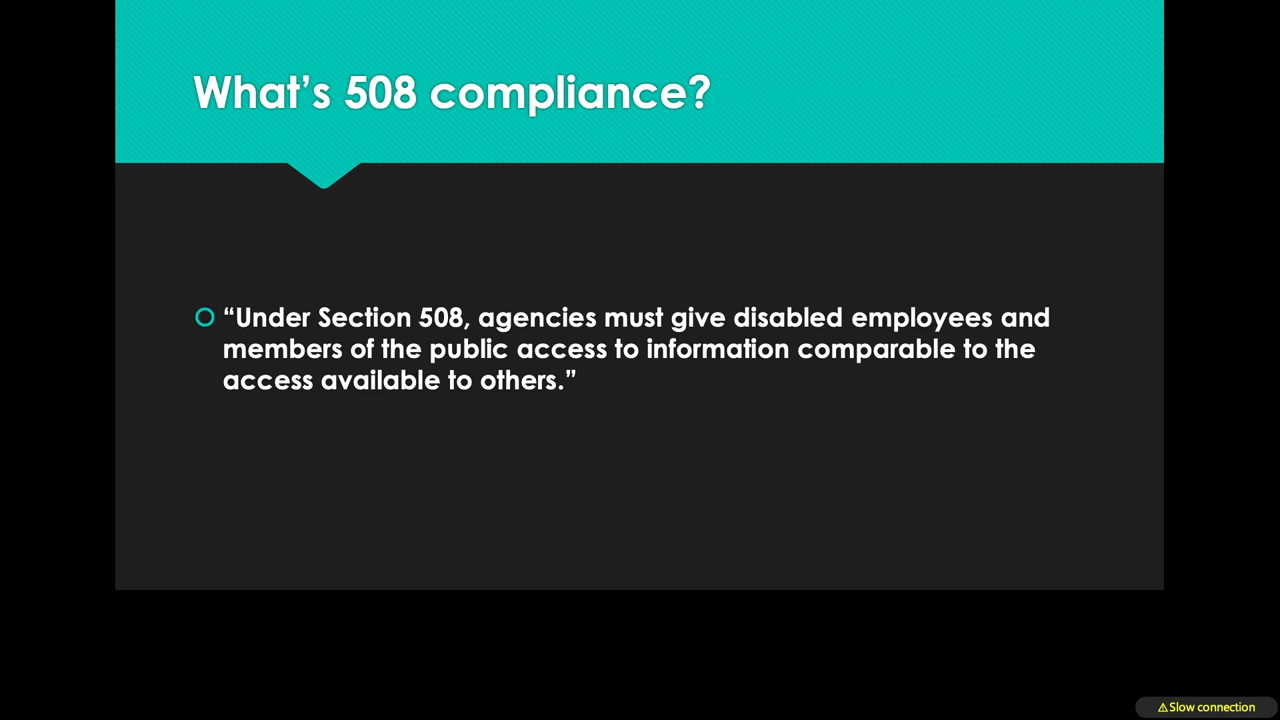 What’s 508 compliance?
“Under Section 508, agencies must give disabled employees and
members of the public access to information comparable to the
access available to others.”
⚠Slow connection